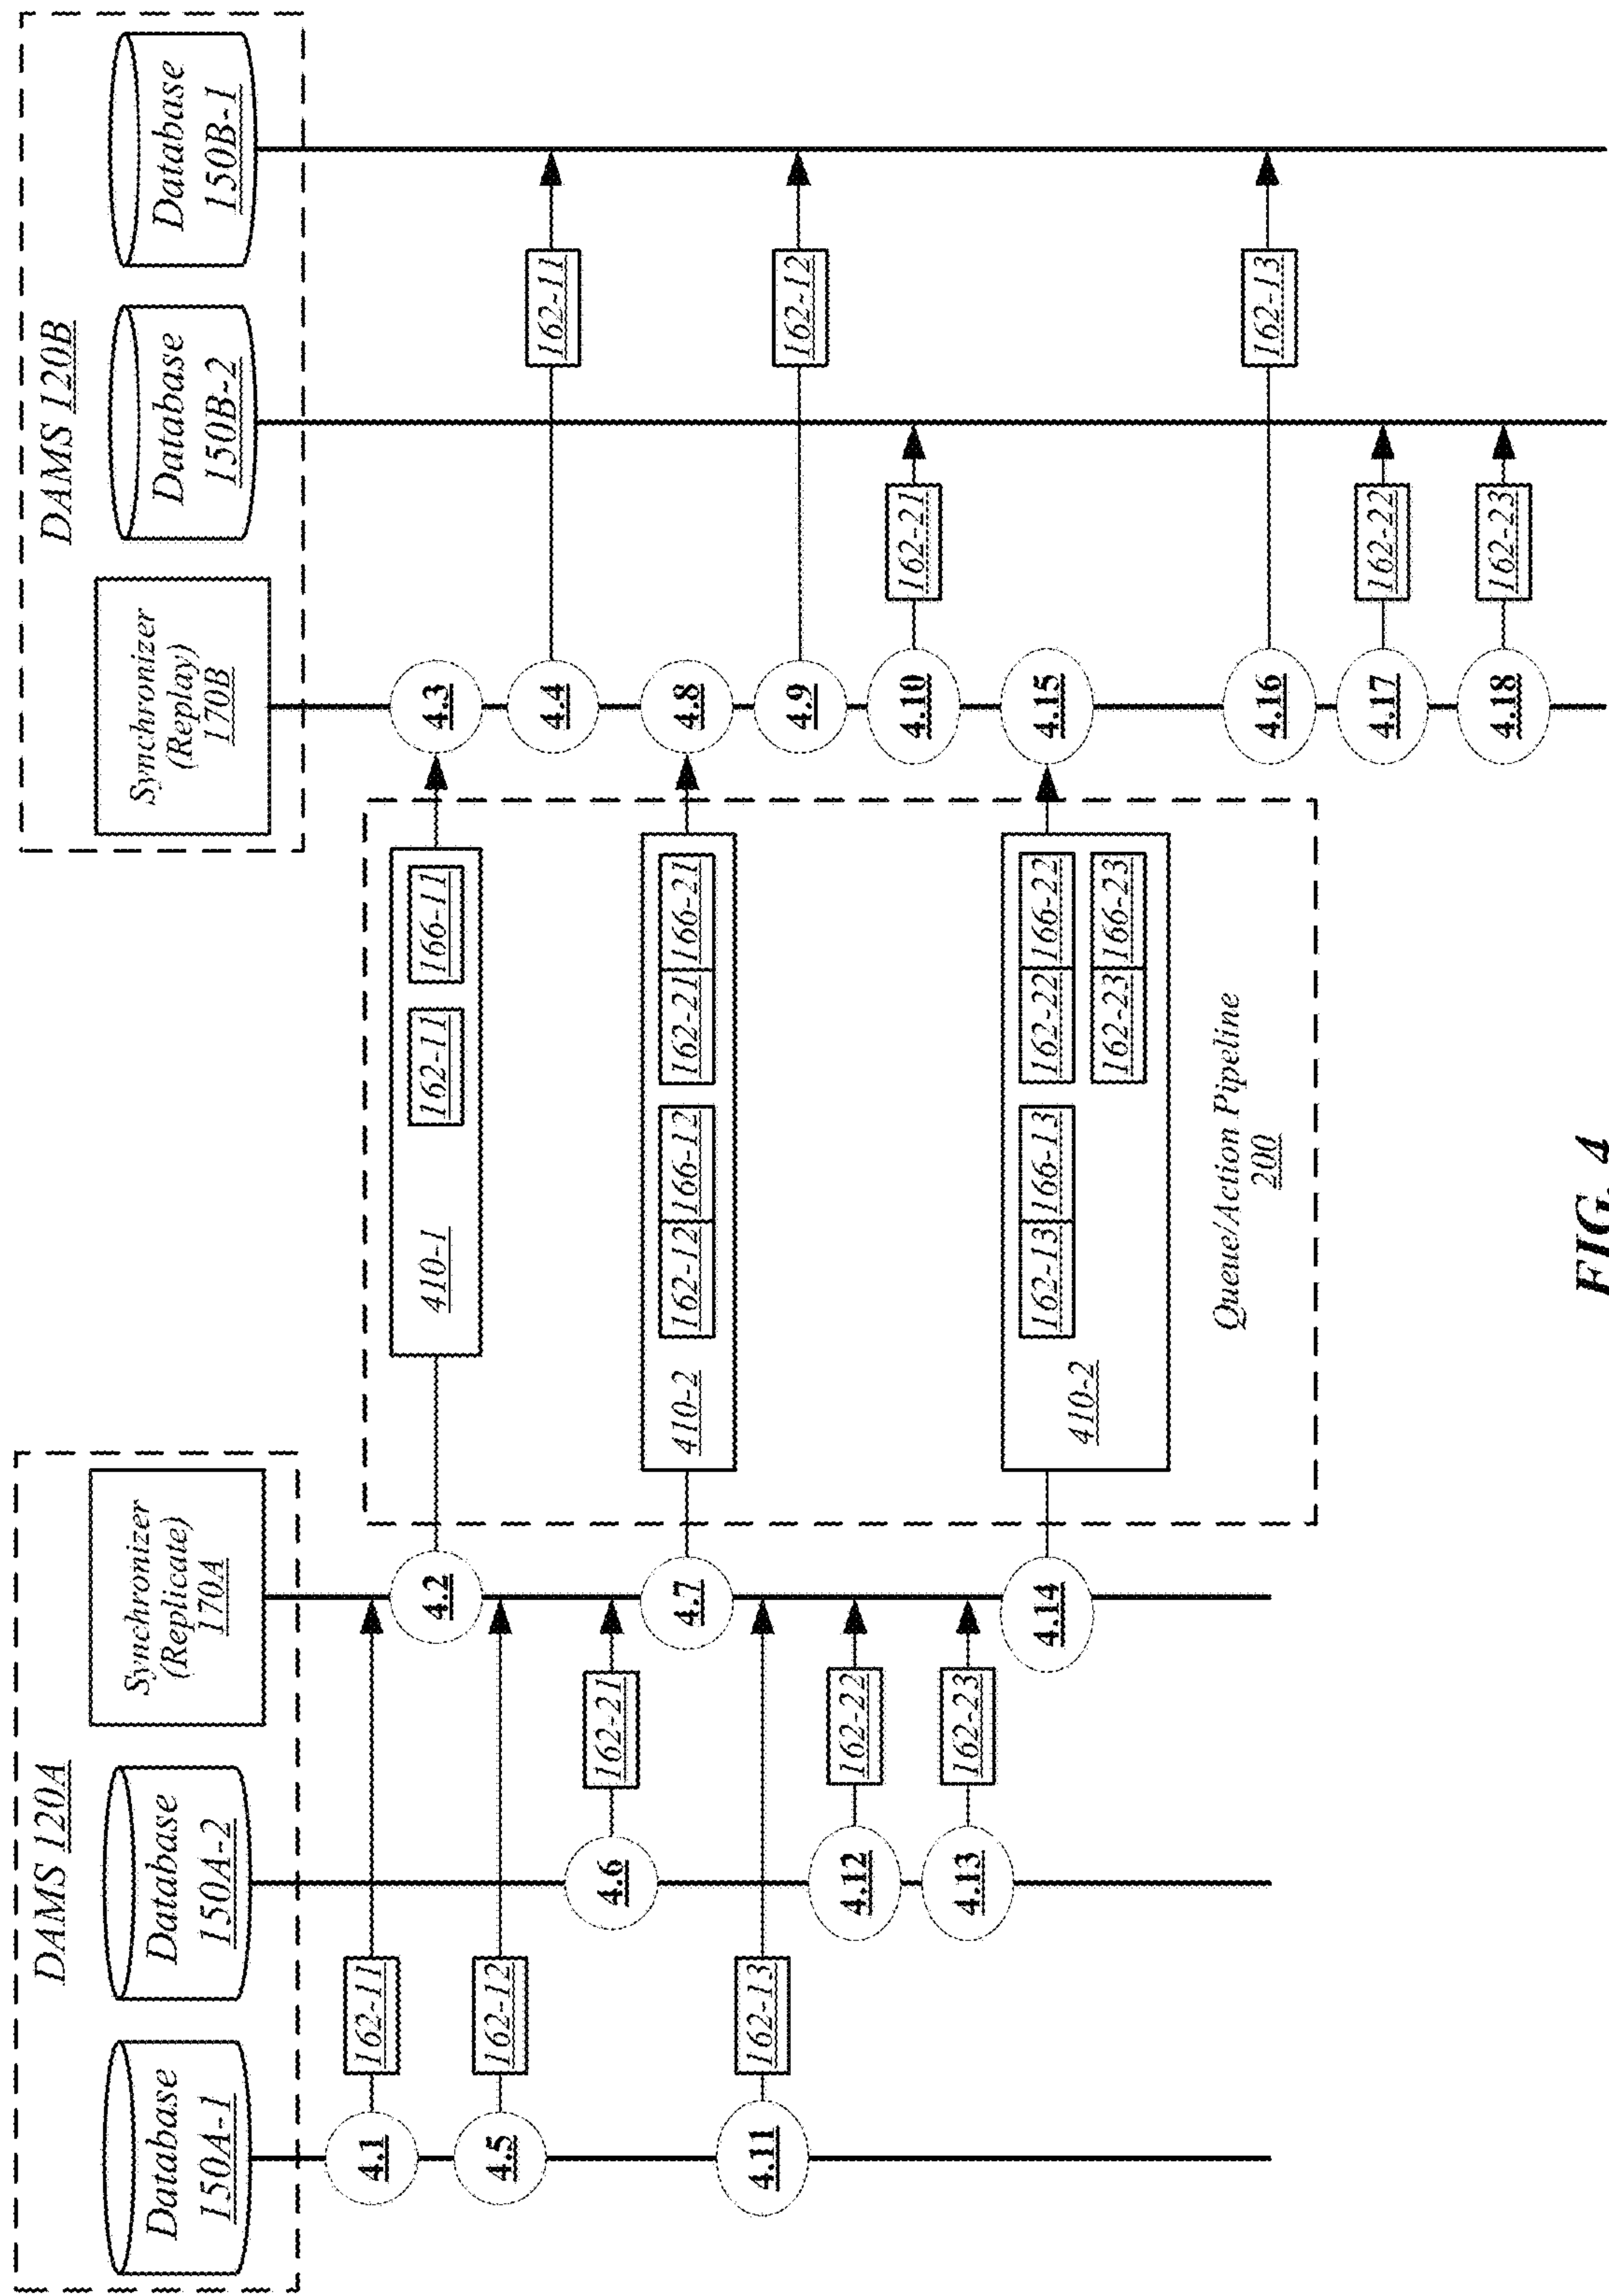 DAMS 120A
Database
150A-1
Database
150A-2
Synchronizer
(Replicate)
170A
DAMS 120B
Synchronizer
(Replay)
170B
Database
150B-2
Database
150B-1
4.1
162-11
4.2
410-1
162-11
166-11
4.3
4.5
162-12
4.4
162-11
4.6
162-21
4.7
410-2
162-12
166-12
162-21
166-21
4.8
4.11
162-13
4.9
162-12
4.12
162-22
4.10
162-21
4.13
162-23
4.14
410-2
162-13
166-13
162-22
166-22
162-23
166-23
4.15
Queue/Action Pipeline
200
4.16
162-13
4.17
162-22
4.18
162-23
FIG. 4